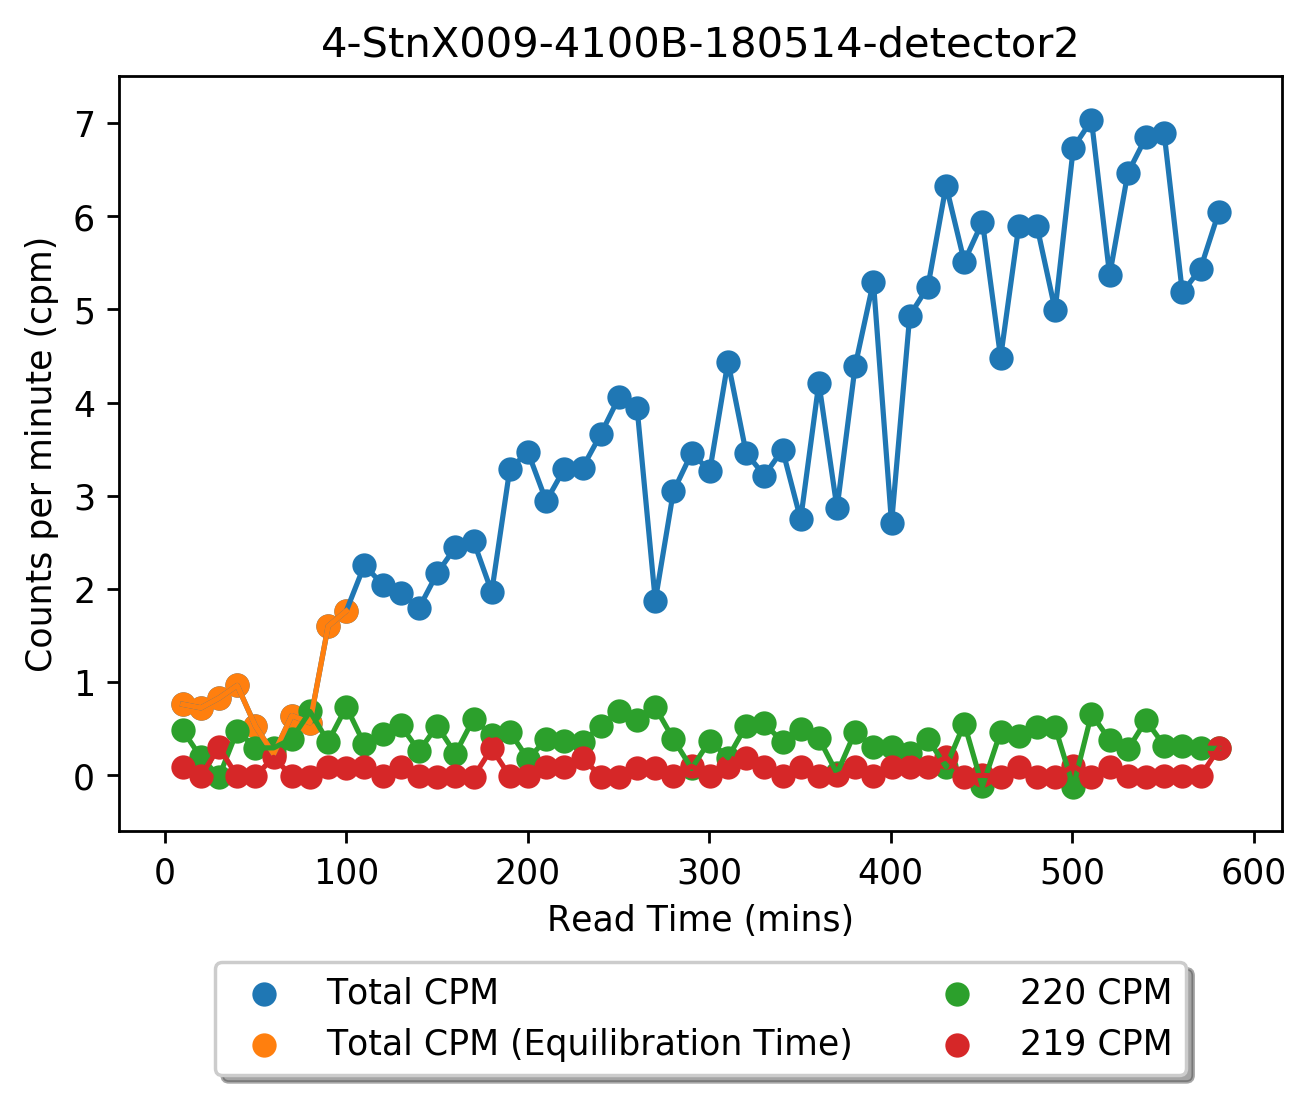 4-StnX009-4100B-180514-detector2
Counts per minute (cpm)
7
6
5
4
3
2
1
0
0 100 200 300 400 500 600
Read Time (mins)
Total CPM
Total CPM (Equilibration Time)
220 CPM
219 CPM